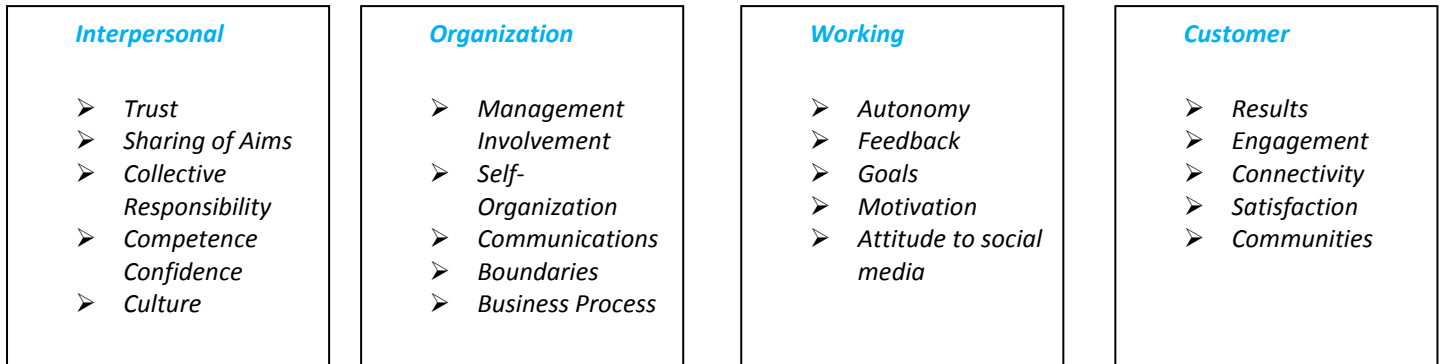 Interpersonal
➢ Trust
➢ Sharing of Aims
➢ Collective
Responsibility
➢ Competence
Confidence
➢ Culture
Organization
➢ Management
Involvement
➢ Self-
Organization
➢ Communications
➢ Boundaries
➢ Business Process
Working
➢ Autonomy
➢ Feedback
➢ Goals
➢ Motivation
➢ Attitude to social
media
Customer
➢ Results
➢ Engagement
➢ Connectivity
➢ Satisfaction
➢ Communities